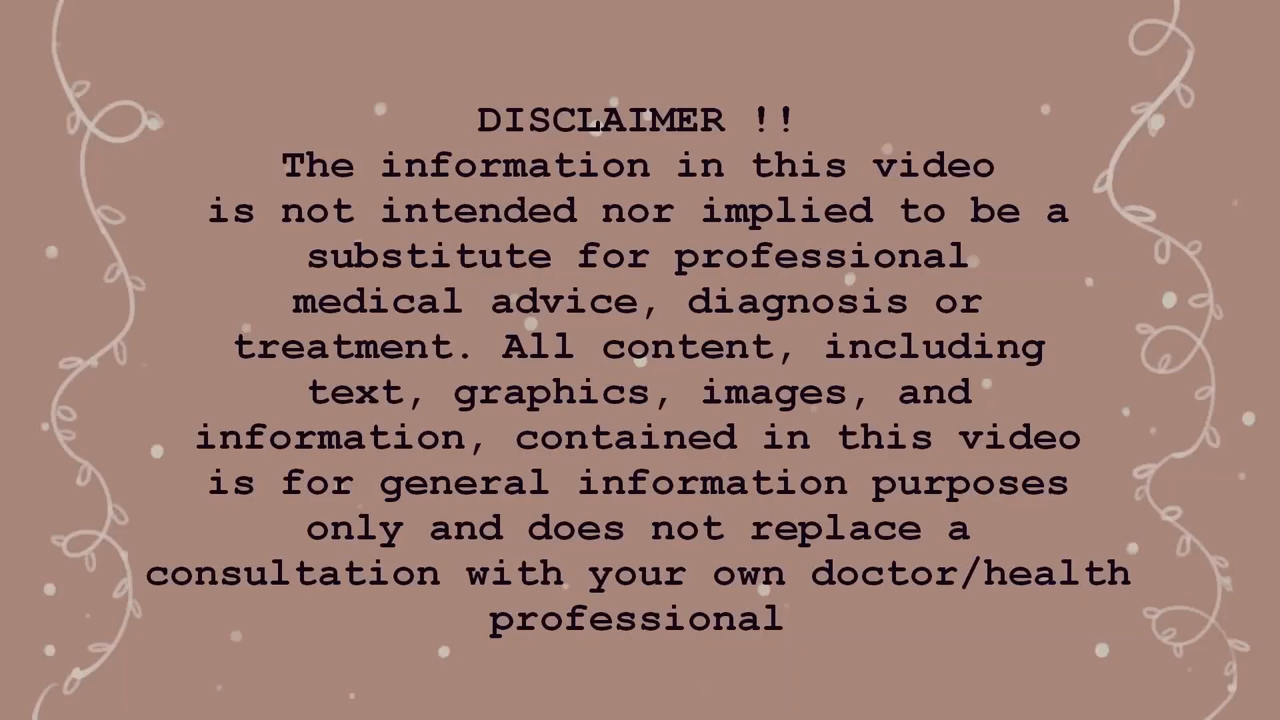 DISCLAIMER !!
The information in this video
is not intended nor implied to be a
substitute for professional
medical advice, diagnosis or
treatment. All content, including
text, graphics, images, and
information, contained in this video
is for general information purposes
only and does not replace a
consultation with your own doctor/health
professional